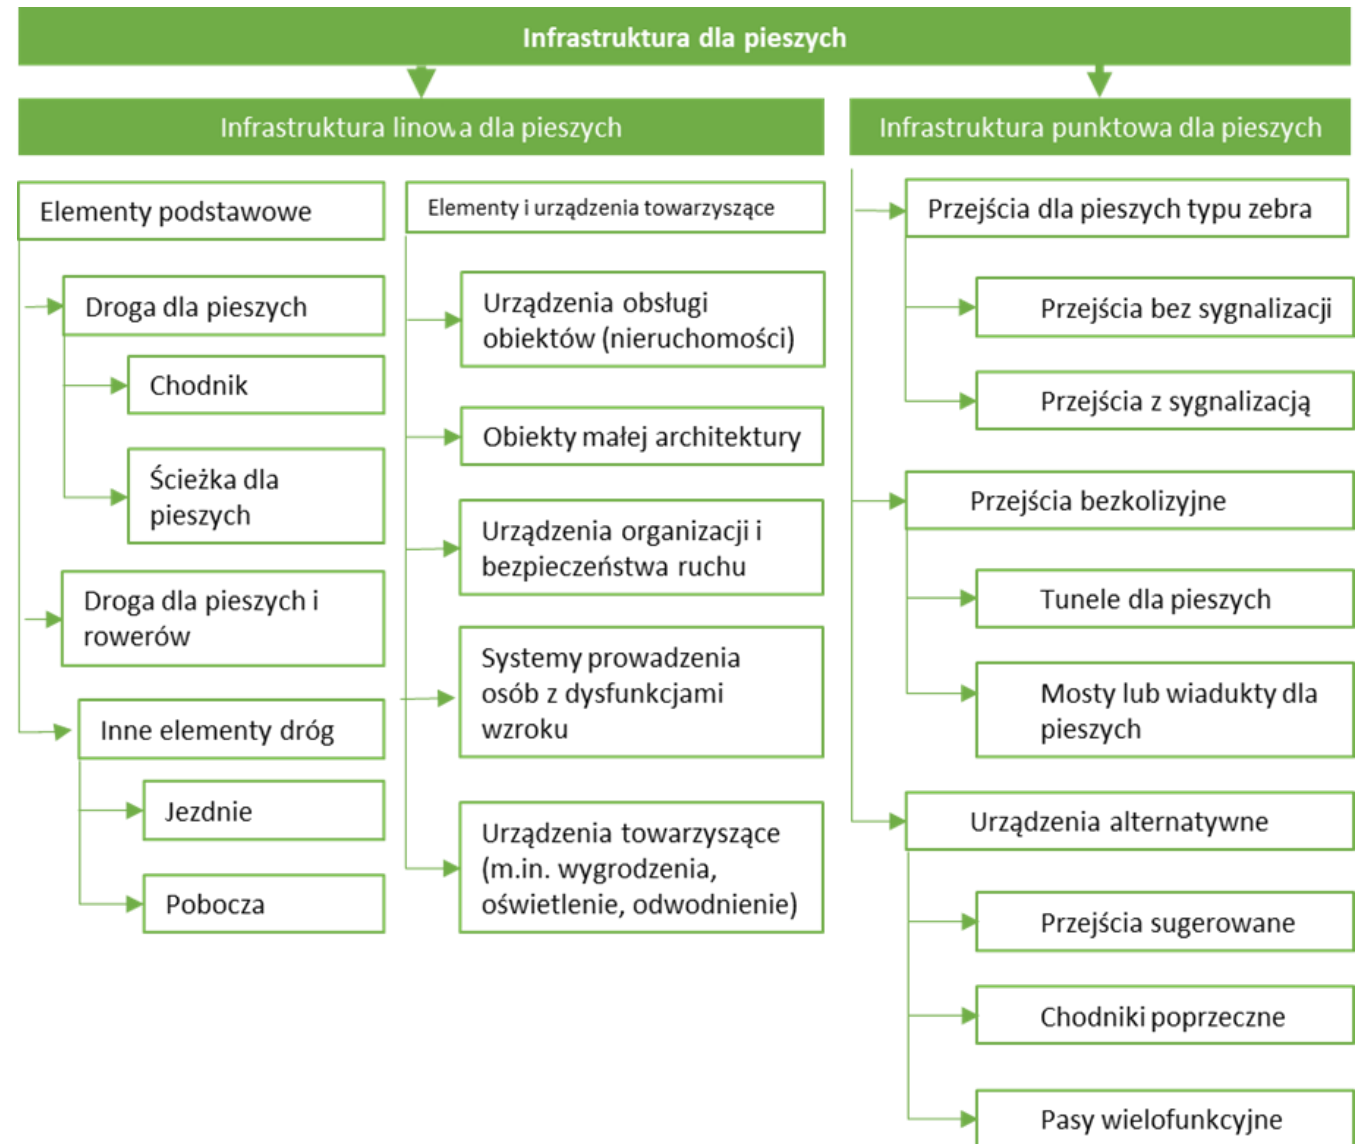 Infrastruktura dla pieszych
Infrastruktura linowa dla pieszych
Elementy podstawowe
Droga dla pieszych
Chodnik
Ścieżka dla
pieszych
Droga dla pieszych i
rowerów
Inne elementy dróg
Jezdnie
Pobocza
Elementy i urządzenia towarzyszące
Urządzenia obsługi
obiektów (nieruchomości)
Obiekty małej architektury
Urządzenia organizacji i
bezpieczeństwa ruchu
Systemy prowadzenia
osób z dysfunkcjami
wzroku
Urządzenia towarzyszące
(m.in. wygrodzenia,
oświetlenie, odwodnienie)
Infrastruktura punktowa dla pieszych
Przejścia dla pieszych typu zebra
Przejścia bez sygnalizacji
Przejścia z sygnalizacją
Przejścia bezkolizyjne
Tunele dla pieszych
Mosty lub wiadukty dla
pieszych
Urządzenia alternatywne
Przejścia sugerowane
Chodniki poprzeczne
Pasy wielofunkcyjne